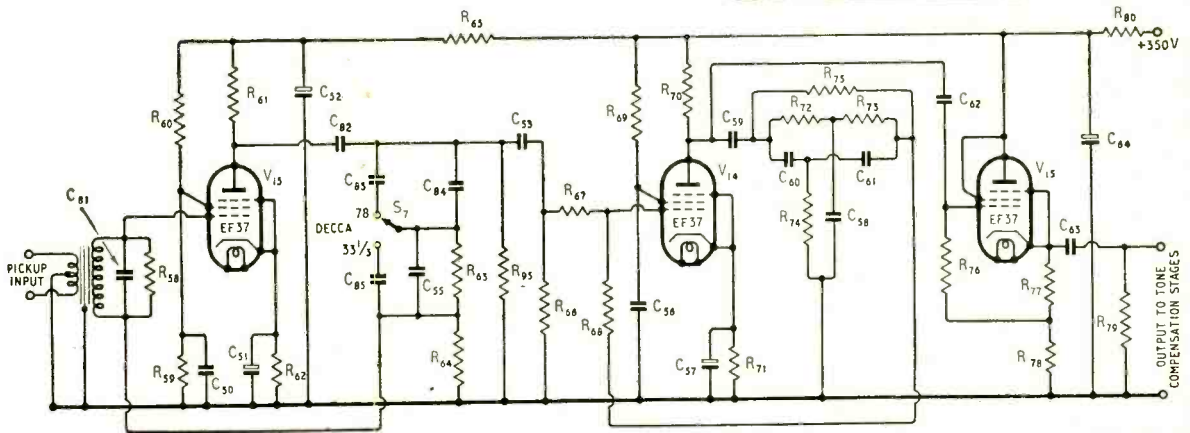 R65
R80
+350V
R60
R61
C52
R69
R70
R75
C62
C64
R72
R73
C59
C82
C53
C81
V15
V14
V15
C83
C84
R67
C60
C61
EF37
78
S7
DECCA
33 1/3
EF37
R74
C58
EF37
C63
PICKUP
INPUT
R58
C85
C55
R63
R95
R66
R68
C56
R76
R77
R79
R59
C50
C51
R62
R64
C57
R71
R78
OUTPUT TO TONE
COMPENSATION STAGES